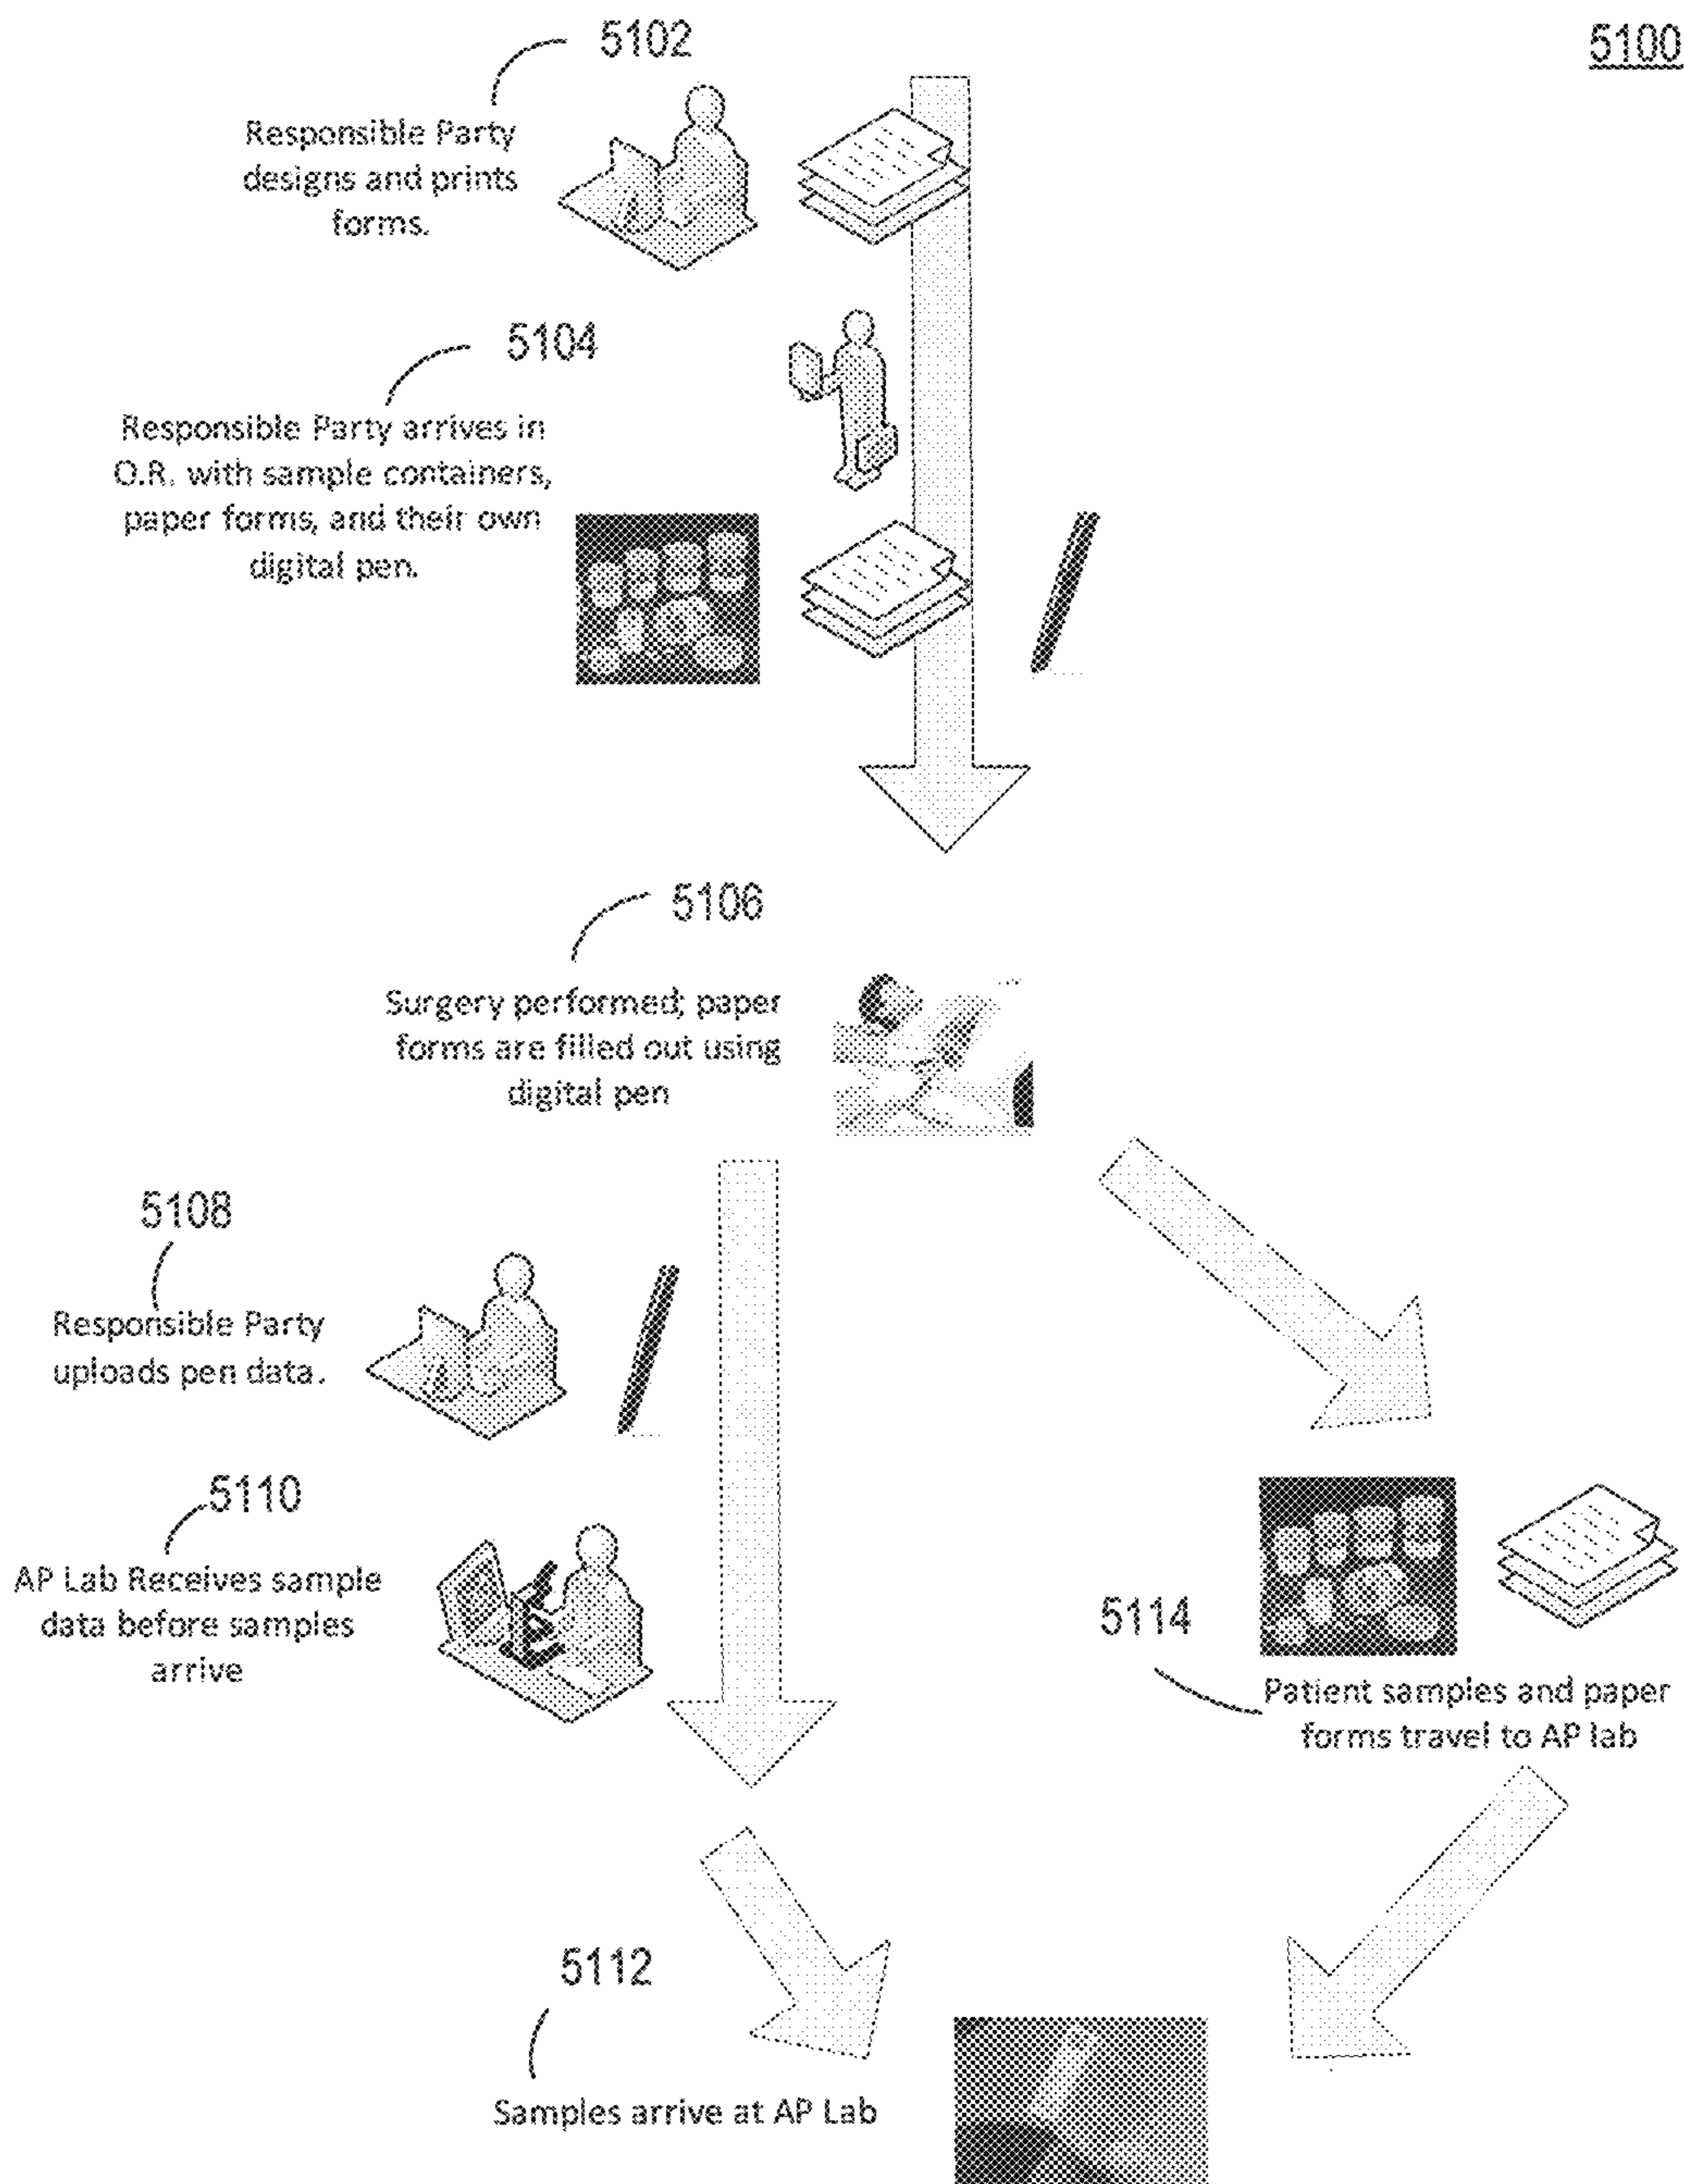 5100
5102
Responsible Party
designs and prints
forms.
5104
Responsible Party arrives in
O.R. with sample containers,
paper forms, and their own
digital pen.
5106
Surgery performed; paper
forms are filled out using
digital pen
5108
Responsible Party
uploads pen data.
5110
AP Lab Receives sample
data before samples
arrive
5114
Patient samples and paper
forms travel to AP lab
5112
Samples arrive at AP Lab